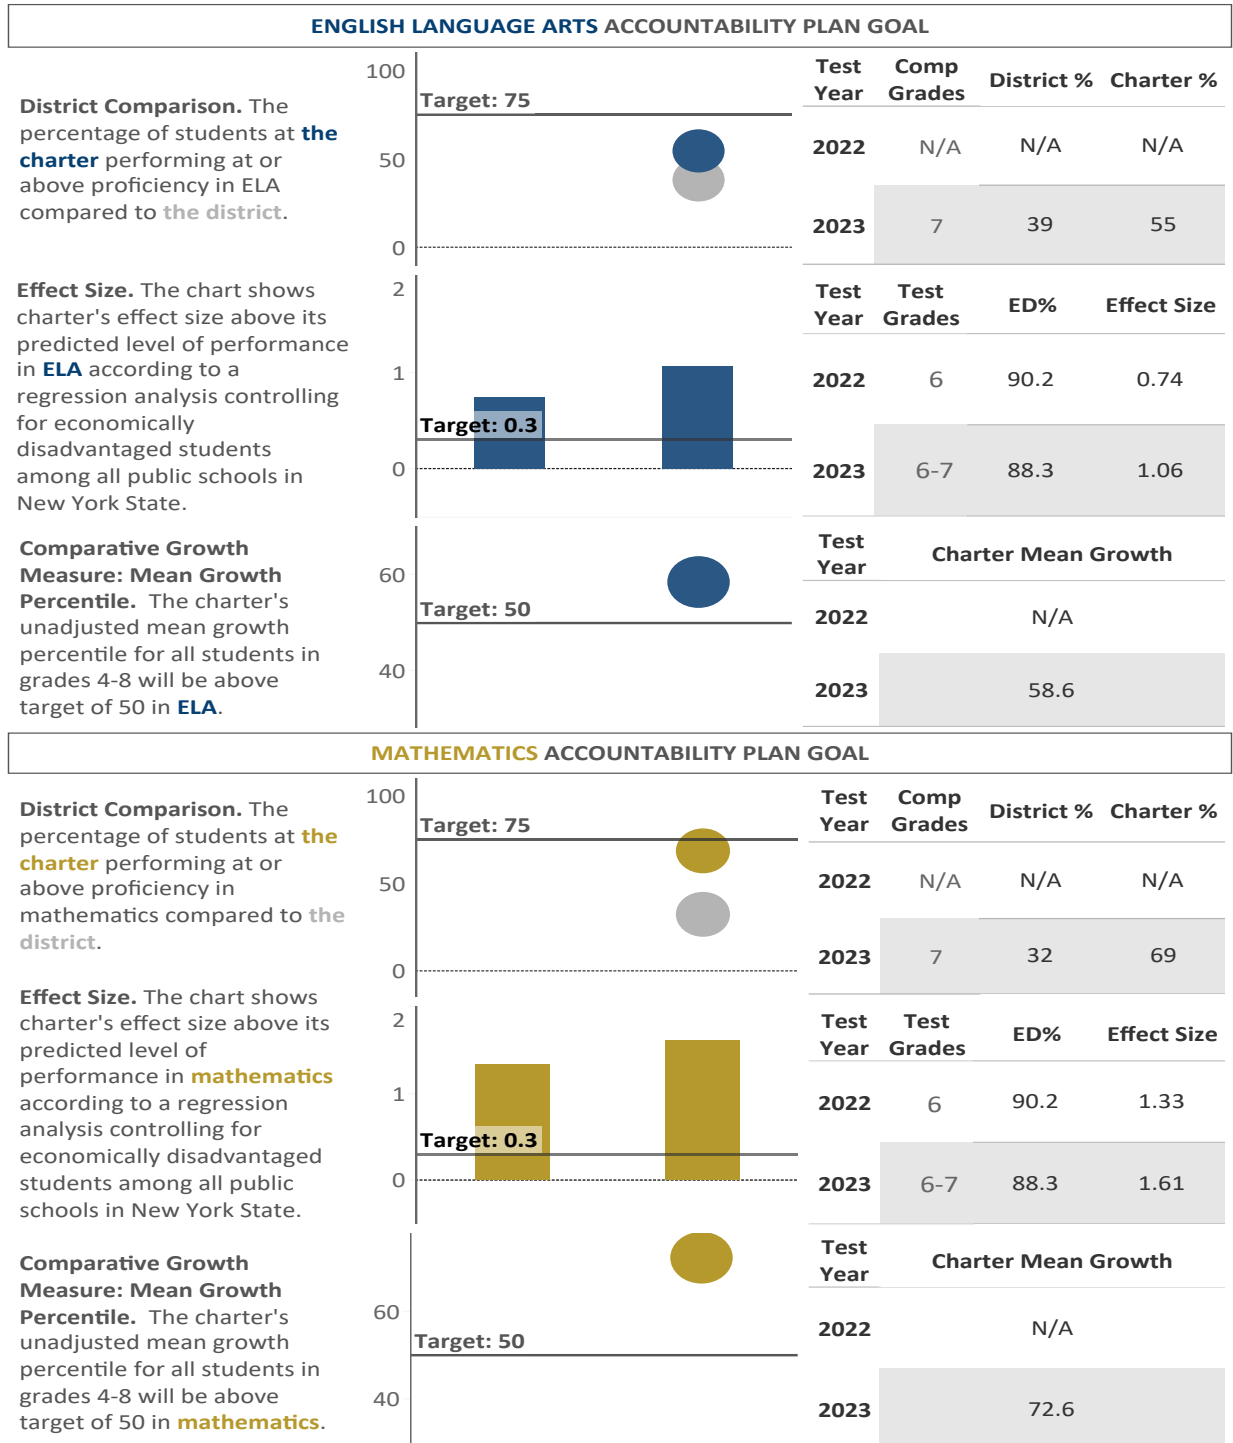 ENGLISH LANGUAGE ARTS ACCOUNTABILITY PLAN GOAL
District Comparison. The
percentage of students at the
charter performing at or
above proficiency in ELA
compared to the district.
100
50
0
Target: 75
Test Year Comp Grades District % Charter %
2022 N/A N/A N/A
2023 7 39 55
Effect Size. The chart shows
charter's effect size above its
predicted level of performance
in ELA according to a
regression analysis controlling
for economically
disadvantaged students
among all public schools in
New York State.
2
1
0
Target: 0.3
Test Year Test Grades ED% Effect Size
2022 6 90.2 0.74
2023 6-7 88.3 1.06
Comparative Growth
Measure: Mean Growth
Percentile. The charter's
unadjusted mean growth
percentile for all students in
grades 4-8 will be above
target of 50 in ELA.
60
40
Target: 50
Test Year Charter Mean Growth
2022 N/A
2023 58.6
MATHEMATICS ACCOUNTABILITY PLAN GOAL
District Comparison. The
percentage of students at the
charter performing at or
above proficiency in
mathematics compared to the
district.
100
50
0
Target: 75
Test Year Comp Grades District % Charter %
2022 N/A N/A N/A
2023 7 32 69
Effect Size. The chart shows
charter's effect size above its
predicted level of
performance in mathematics
according to a regression
analysis controlling for
economically disadvantaged
students among all public
schools in New York State.
2
1
0
Target: 0.3
Test Year Test Grades ED% Effect Size
2022 6 90.2 1.33
2023 6-7 88.3 1.61
Comparative Growth
Measure: Mean Growth
Percentile. The charter's
unadjusted mean growth
percentile for all students in
grades 4-8 will be above
target of 50 in mathematics.
60
40
Target: 50
Test Year Charter Mean Growth
2022 N/A
2023 72.6